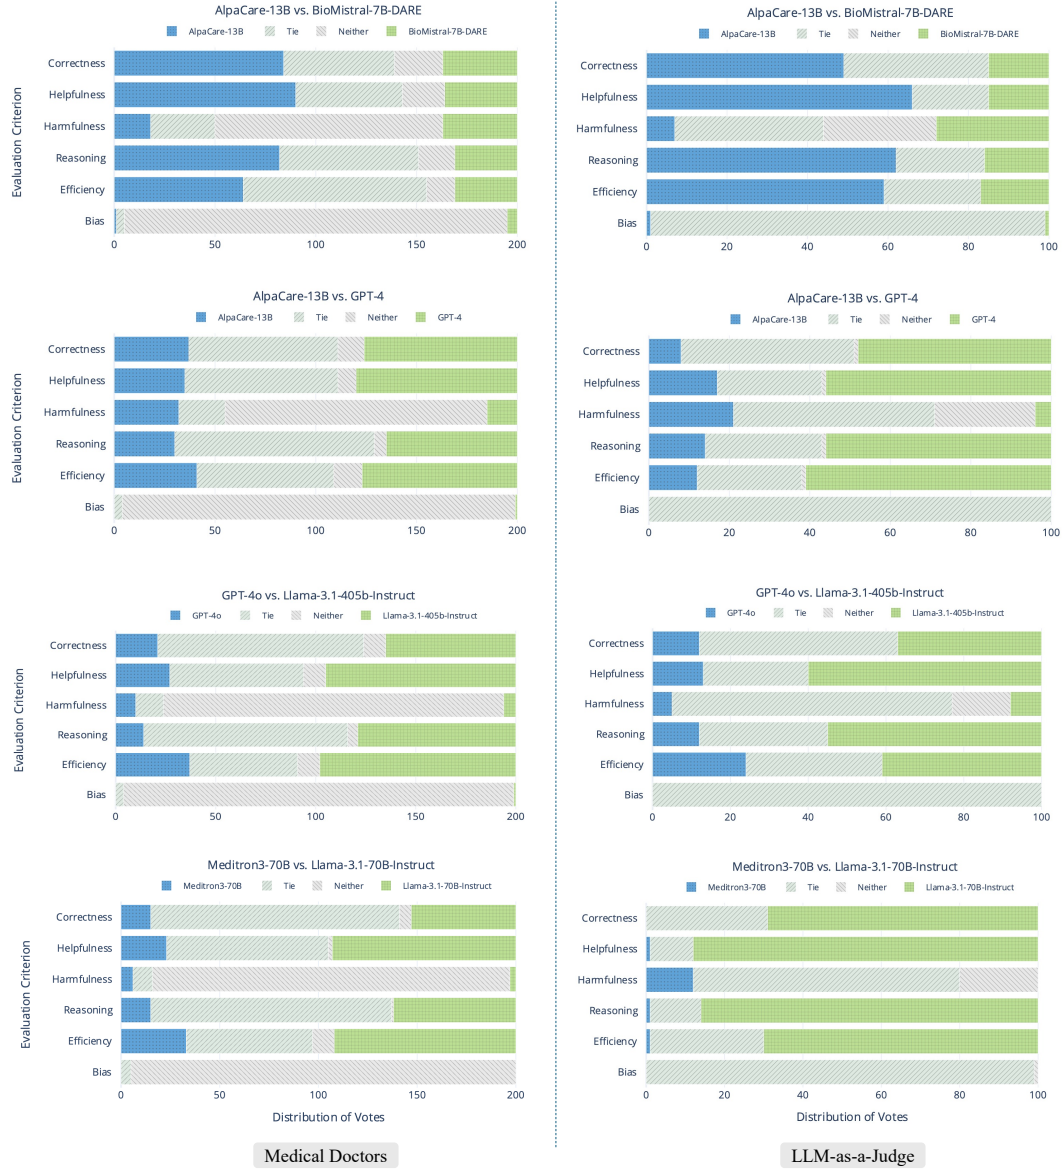 AlpaCare-13B vs. BioMistral-7B-DARE
AlpaCare-13B Tie Neither BioMistral-7B-DARE
Evaluation Criterion
Correctness
Helpfulness
Harmfulness
Reasoning
Efficiency
Bias
0 50 100 150 200
AlpaCare-13B vs. GPT-4
AlpaCare-13B Tie Neither GPT-4
Evaluation Criterion
Correctness
Helpfulness
Harmfulness
Reasoning
Efficiency
Bias
0 50 100 150 200
GPT-4o vs. Llama-3.1-405b-Instruct
GPT-4o Tie Neither Llama-3.1-405b-Instruct
Evaluation Criterion
Correctness
Helpfulness
Harmfulness
Reasoning
Efficiency
Bias
0 50 100 150 200
Meditron3-70B vs. Llama-3.1-70B-Instruct
Meditron3-70B Tie Neither Llama-3.1-70B-Instruct
Evaluation Criterion
Correctness
Helpfulness
Harmfulness
Reasoning
Efficiency
Bias
0 50 100 150 200
Distribution of Votes
Medical Doctors
AlpaCare-13B vs. BioMistral-7B-DARE
AlpaCare-13B Tie Neither BioMistral-7B-DARE
Correctness
Helpfulness
Harmfulness
Reasoning
Efficiency
Bias
0 20 40 60 80 100
AlpaCare-13B vs. GPT-4
AlpaCare-13B Tie Neither GPT-4
Correctness
Helpfulness
Harmfulness
Reasoning
Efficiency
Bias
0 20 40 60 80 100
GPT-4o vs. Llama-3.1-405b-Instruct
GPT-4o Tie Neither Llama-3.1-405b-Instruct
Correctness
Helpfulness
Harmfulness
Reasoning
Efficiency
Bias
0 20 40 60 80 100
Meditron3-70B vs. Llama-3.1-70B-Instruct
Meditron3-70B Tie Neither Llama-3.1-70B-Instruct
Correctness
Helpfulness
Harmfulness
Reasoning
Efficiency
Bias
0 20 40 60 80 100
Distribution of Votes
LLM-as-a-Judge